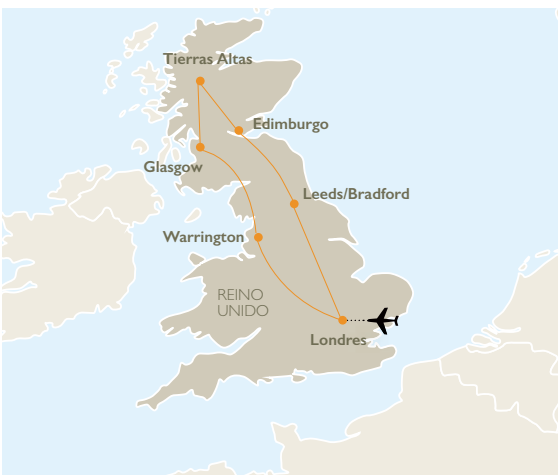 Tierras Altas
Edimburgo
Glasgow
Leeds/Bradford
Warrington
REINO
UNIDO
Londres